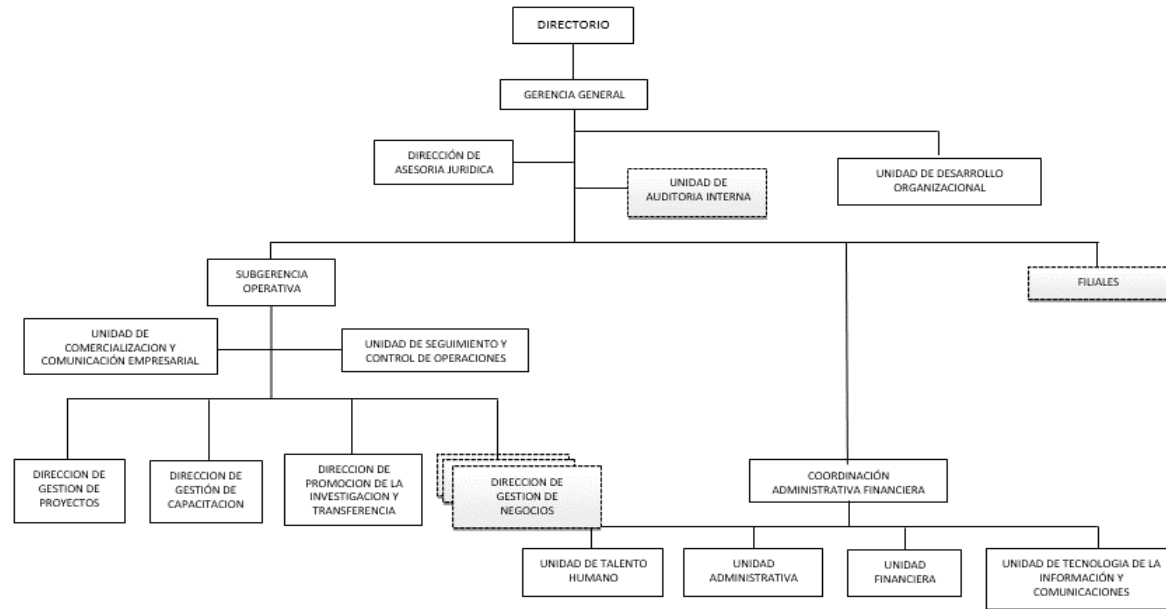 DIRECTORIO
GERENCIA GENERAL
DIRECCIÓN DE
ASESORIA JURIDICA
UNIDAD DE
AUDITORIA INTERNA
UNIDAD DE DESARROLLO
ORGANIZACIONAL
SUBGERENCIA
OPERATIVA
FILIALES
UNIDAD DE
COMERCIALIZACION Y
COMUNICACIÓN EMPRESARIAL
UNIDAD DE SEGUIMIENTO Y
CONTROL DE OPERACIONES
DIRECCION DE
GESTION DE
PROYECTOS
DIRECCION DE
GESTIÓN DE
CAPACITACION
DIRECCION DE
PROMOCION DE LA
INVESTIGACION Y
TRANSFERENCIA
DIRECCION DE
GESTION DE
NEGOCIOS
COORDINACIÓN
ADMINISTRATIVA FINANCIERA
UNIDAD DE TALENTO
HUMANO
UNIDAD
ADMINISTRATIVA
UNIDAD
FINANCIERA
UNIDAD DE TECNOLOGIA DE LA
INFORMACIÓN Y
COMUNICACIONES